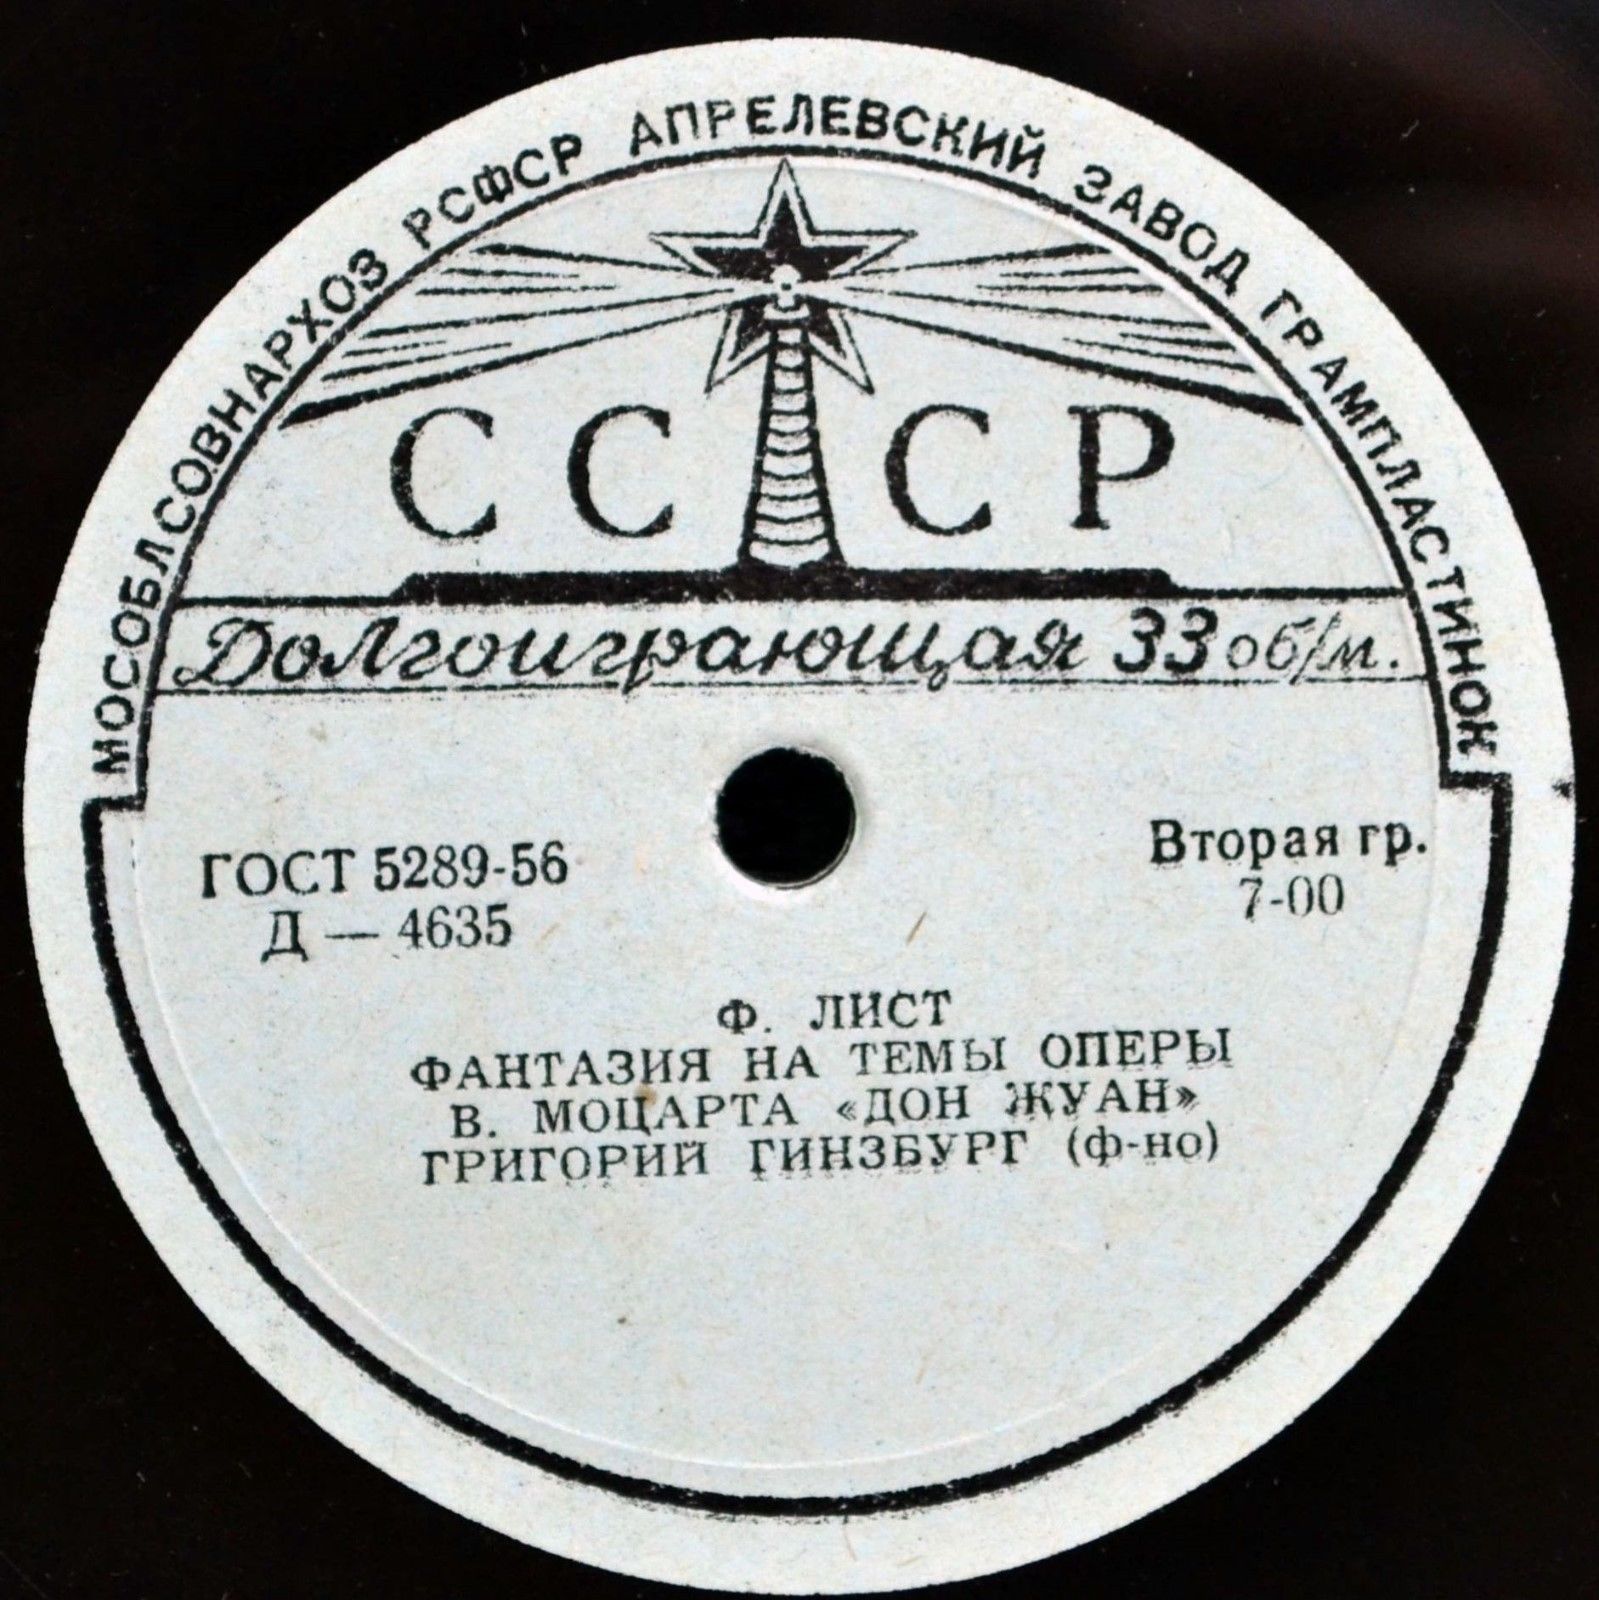 МОСОБЛСОВНАРХОЗ РСФСР АПРЕЛЕВСКИЙ ЗАВОД ГРАМПЛАСТИНОК
СССР
Долгоиграющая 33 об/м.
ГОСТ 5289-56
Д — 4635
Вторая гр.
7-00
Ф. ЛИСТ
ФАНТАЗИЯ НА ТЕМЫ ОПЕРЫ
В. МОЦАРТА «ДОН ЖУАН»
ГРИГОРИЙ ГИНЗБУРГ (ф-но)